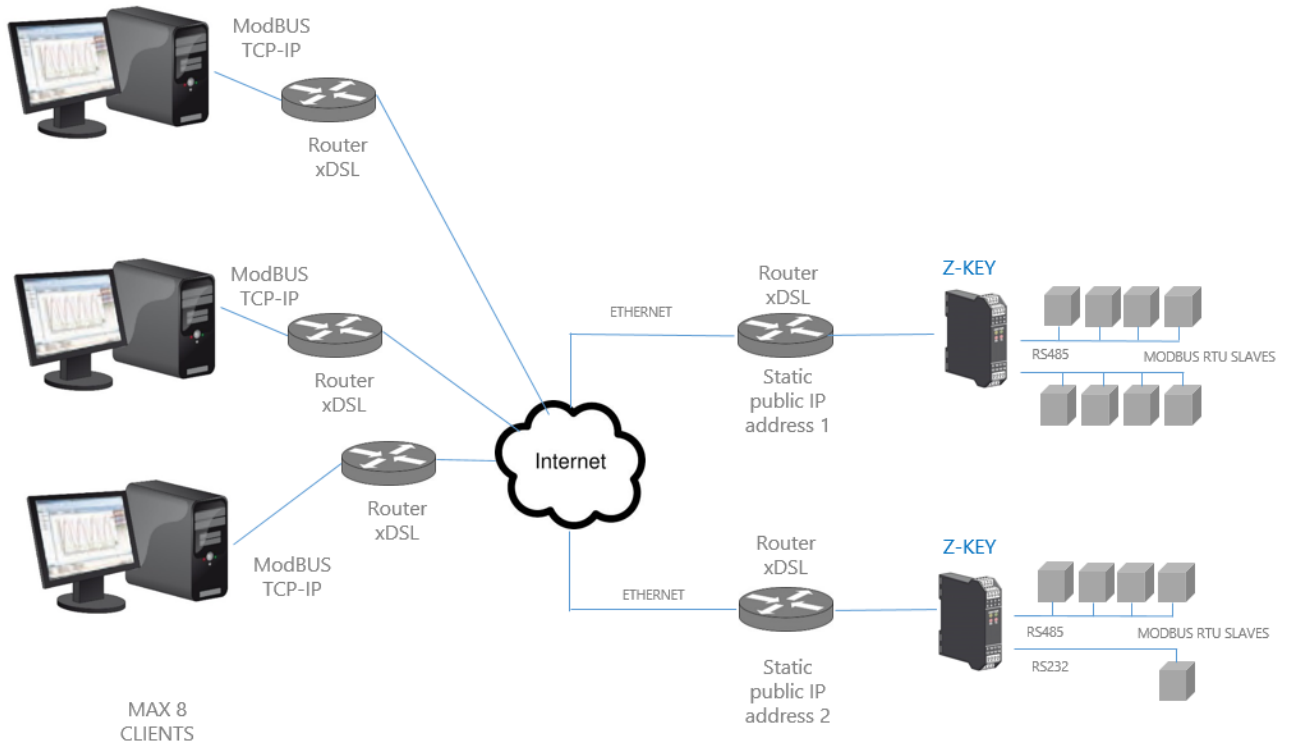 ModBUS
TCP-IP
Router
xDSL
ModBUS
TCP-IP
Router
xDSL
Router
xDSL
ModBUS
TCP-IP
MAX 8
CLIENTS
Internet
ETHERNET
Router
xDSL
Static
public IP
address 1
Z-KEY
RS485
MODBUS RTU SLAVES
ETHERNET
Router
xDSL
Static
public IP
address 2
Z-KEY
RS485
MODBUS RTU SLAVES
RS232